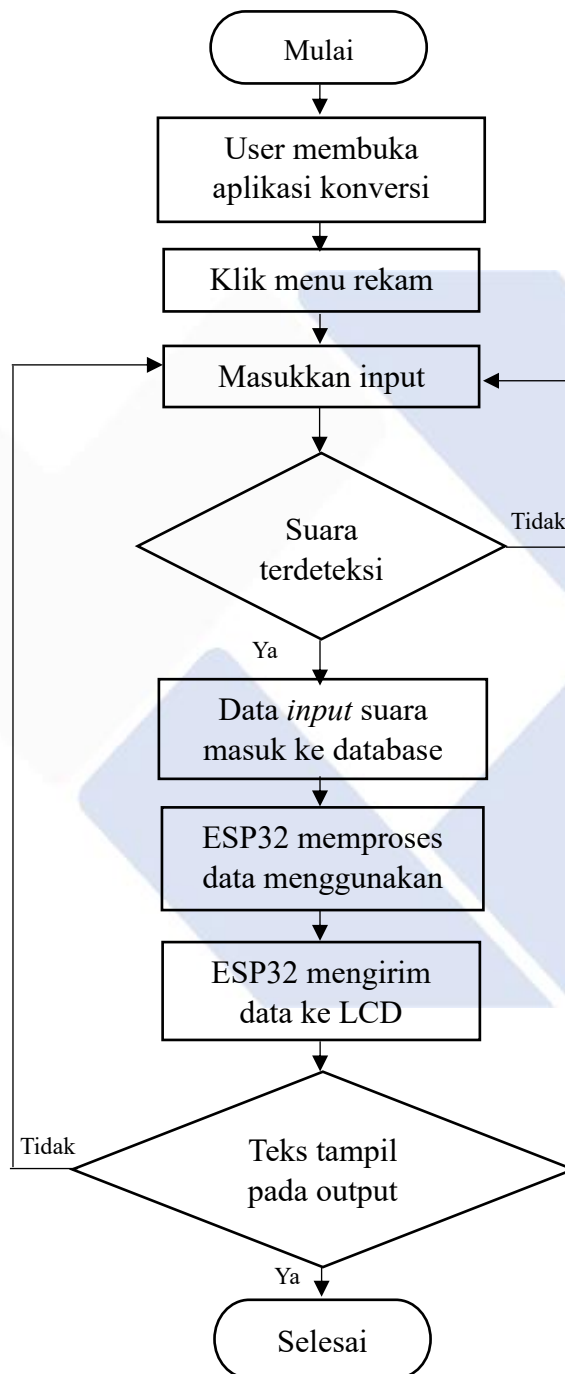 Mulai
User membuka
aplikasi konversi
Klik menu rekam
Masukkan input
Suara
terdeteksi
Tidak
Ya
Data input suara
masuk ke database
ESP32 memproses
data menggunakan
ESP32 mengirim
data ke LCD
Tidak
Teks tampil
pada output
Ya
Selesai